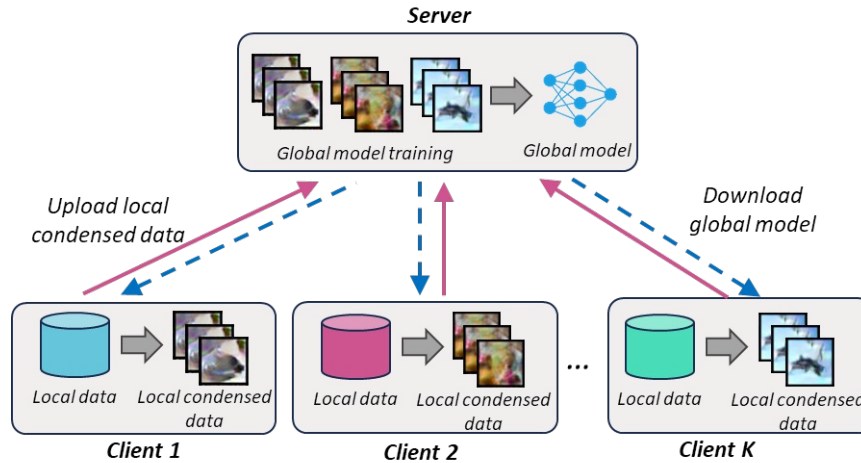 Server
Global model training
Global model
Upload local
condensed data
Download
global model
Local data
Local condensed
data
Client 1
Local data
Local condensed
data
Client 2
...
Local data
Local condensed
data
Client K